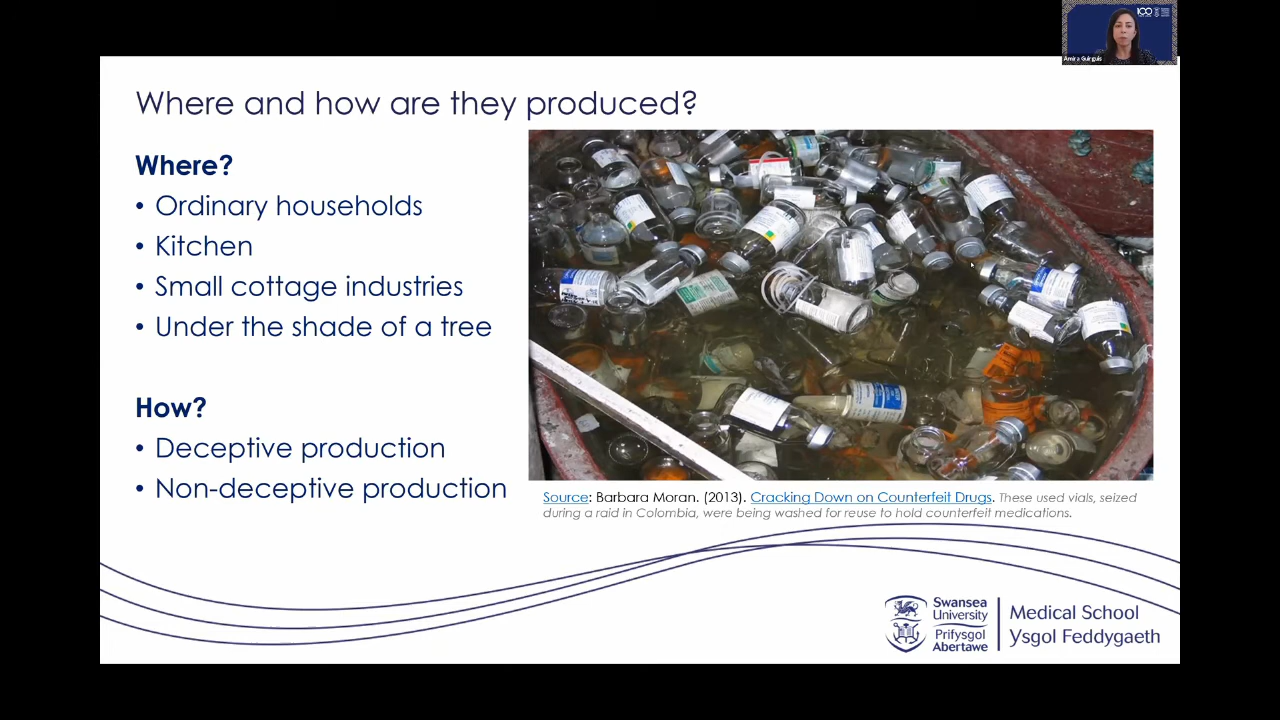 100
Amira Guirguis
Where and how are they produced?
Where?
• Ordinary households
• Kitchen
• Small cottage industries
• Under the shade of a tree
How?
• Deceptive production
• Non-deceptive production
Source: Barbara Moran. (2013). Cracking Down on Counterfeit Drugs. These used vials, seized
during a raid in Colombia, were being washed for reuse to hold counterfeit medications.
Swansea
University
Prifysgol
Abertawe
Medical School
Ysgol Feddygaeth